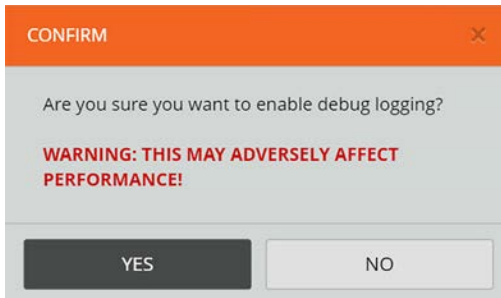 CONFIRM
Are you sure you want to enable debug logging?
WARNING: THIS MAY ADVERSELY AFFECT
PERFORMANCE!
YES
NO